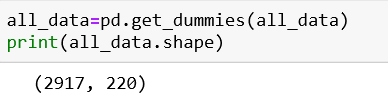 all_data=pd.get_dummies(all_data)
print(all_data.shape)
(2917, 220)